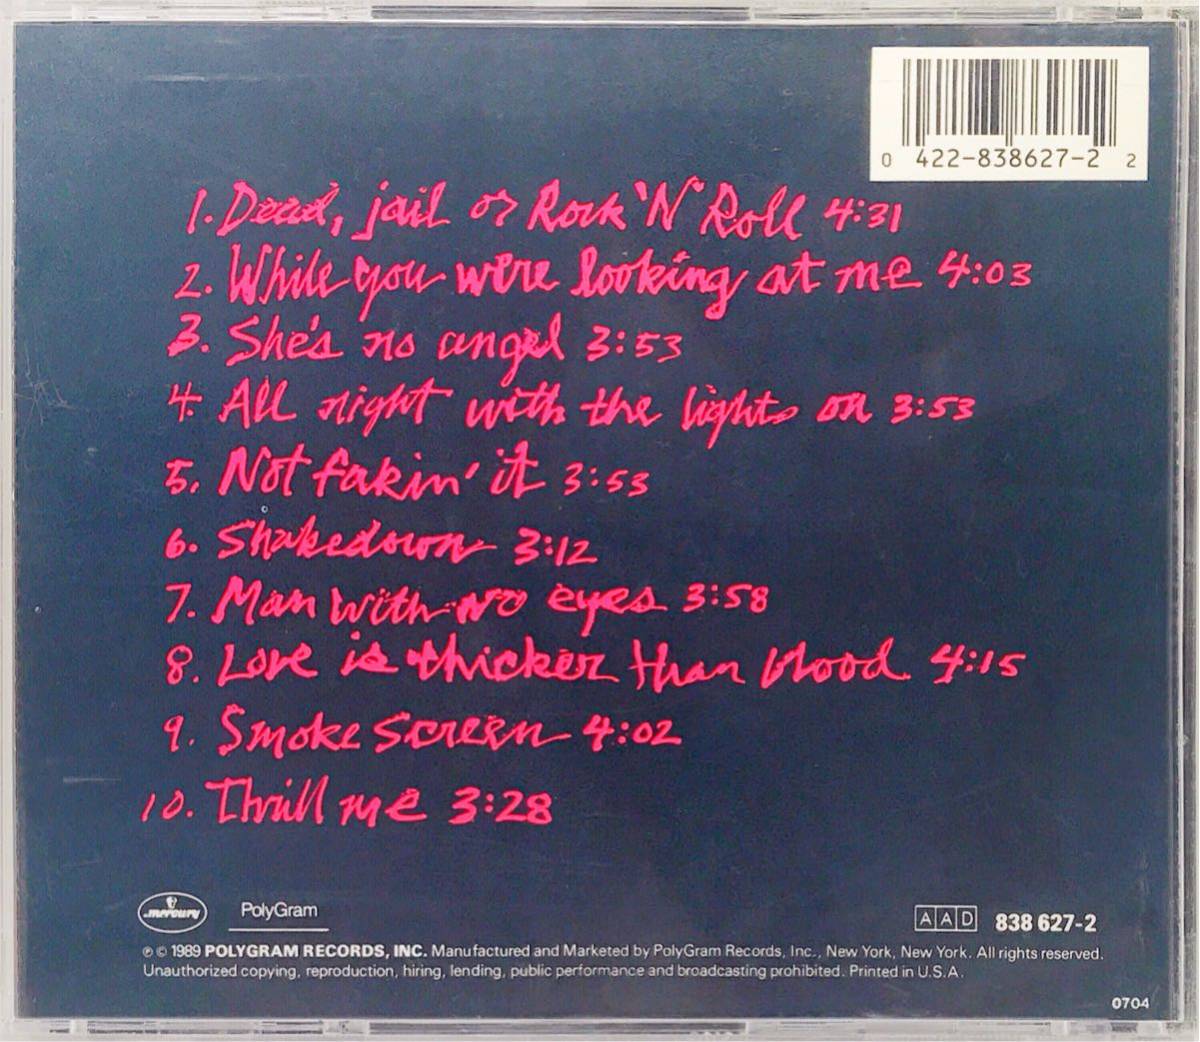 0 422-838627-2 2
1. Dead, jail or Rock 'N' Roll 4:31
2. While you were looking at me 4:03
3. She's no angel 3:53
4. All night with the lights on 3:53
5. Not fakin' it 3:53
6. Shakedown 3:12
7. Man with no eyes 3:58
8. Love is thicker than blood 4:15
9. Smoke screen 4:02
10. Thrill me 3:28
mercury PolyGram AAD 838 627-2
℗ © 1989 POLYGRAM RECORDS, INC. Manufactured and Marketed by PolyGram Records, Inc., New York, New York. All rights reserved.
Unauthorized copying, reproduction, hiring, lending, public performance and broadcasting prohibited. Printed in U.S.A.
0704